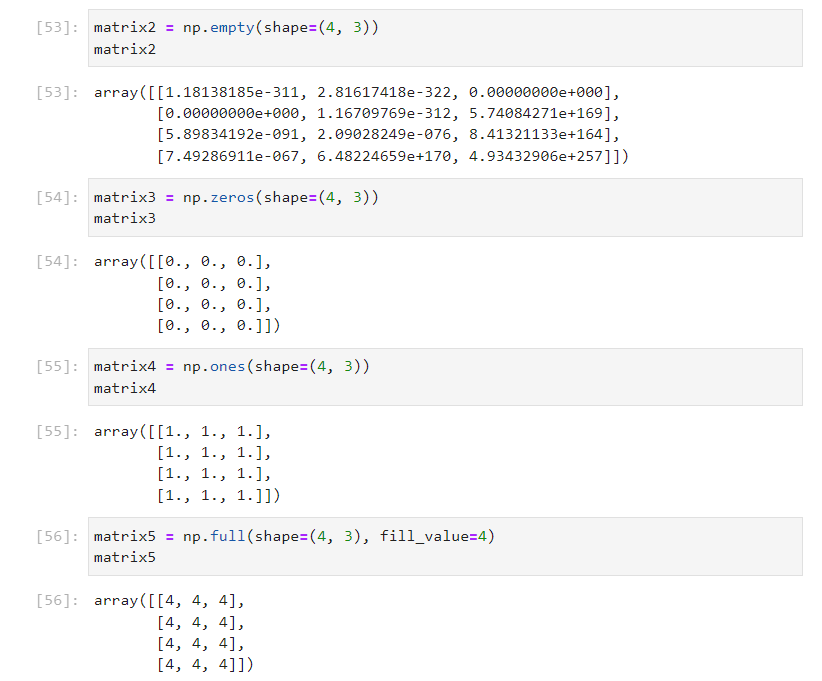 [53]: matrix2 = np.empty(shape=(4, 3))
matrix2
[53]: array([[1.18138185e-311, 2.81617418e-322, 0.00000000e+000],
[0.00000000e+000, 1.16709769e-312, 5.74084271e+169],
[5.89834192e-091, 2.09028249e-076, 8.41321133e+164],
[7.49286911e-067, 6.48224659e+170, 4.93432906e+257]])
[54]: matrix3 = np.zeros(shape=(4, 3))
matrix3
[54]: array([[0., 0., 0.],
[0., 0., 0.],
[0., 0., 0.],
[0., 0., 0.]])
[55]: matrix4 = np.ones(shape=(4, 3))
matrix4
[55]: array([[1., 1., 1.],
[1., 1., 1.],
[1., 1., 1.],
[1., 1., 1.]])
[56]: matrix5 = np.full(shape=(4, 3), fill_value=4)
matrix5
[56]: array([[4, 4, 4],
[4, 4, 4],
[4, 4, 4],
[4, 4, 4]])